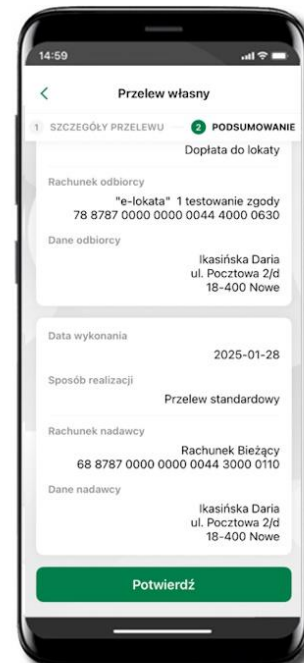 14:59
Przelew własny
1 SZCZEGÓŁY PRZELEWU 2 PODSUMOWANIE
Dopłata do lokaty
Rachunek odbiorcy
"e-lokata" 1 testowanie zgody
78 8787 0000 0000 0044 4000 0630
Dane odbiorcy
Ikasińska Daria
ul. Pocztowa 2/d
18-400 Nowe
Data wykonania
2025-01-28
Sposób realizacji
Przelew standardowy
Rachunek nadawcy
Rachunek Bieżący
68 8787 0000 0000 0044 3000 0110
Dane nadawcy
Ikasińska Daria
ul. Pocztowa 2/d
18-400 Nowe
Potwierdź